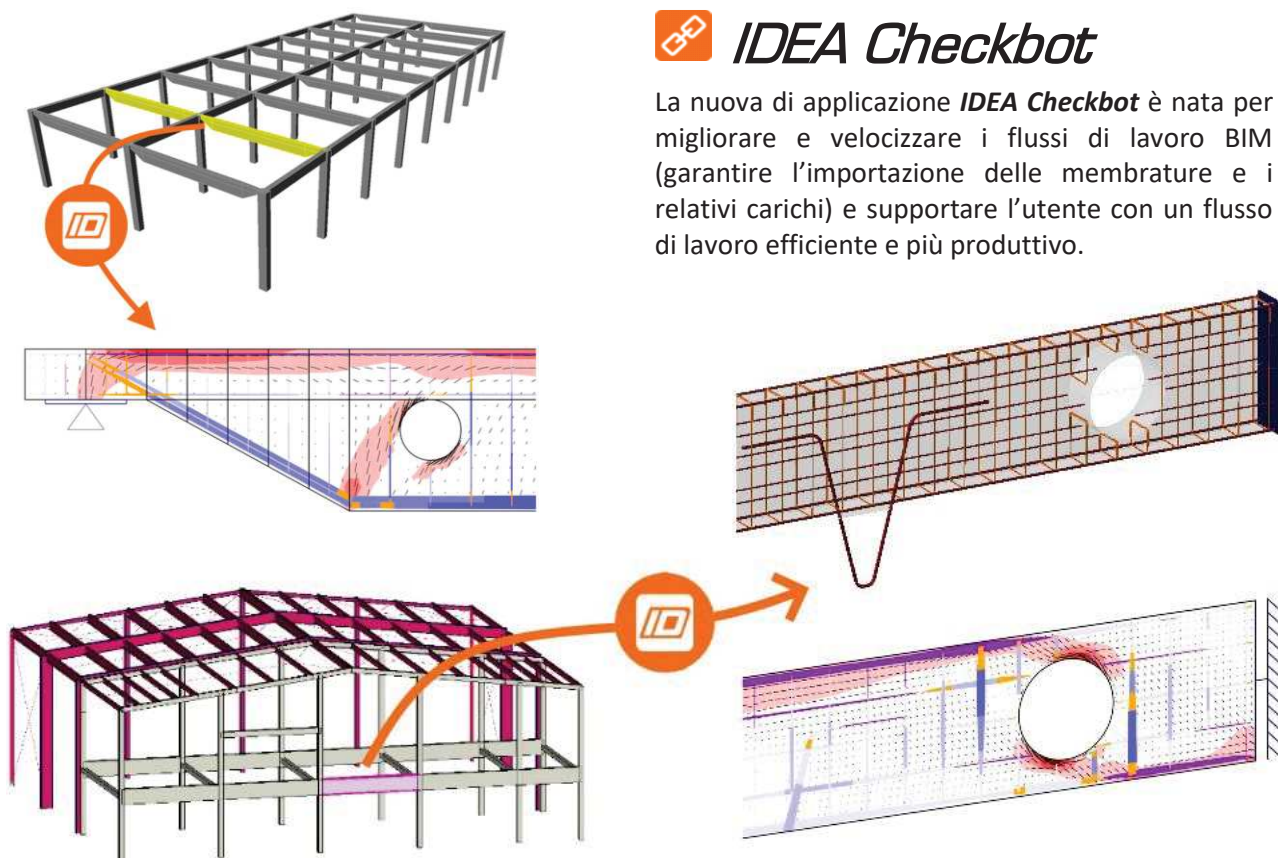 IDEA Checkbot
La nuova di applicazione IDEA Checkbot è nata per
migliorare e velocizzare i flussi di lavoro BIM
(garantire l’importazione delle membrature e i
relativi carichi) e supportare l’utente con un flusso
di lavoro efficiente e più produttivo.